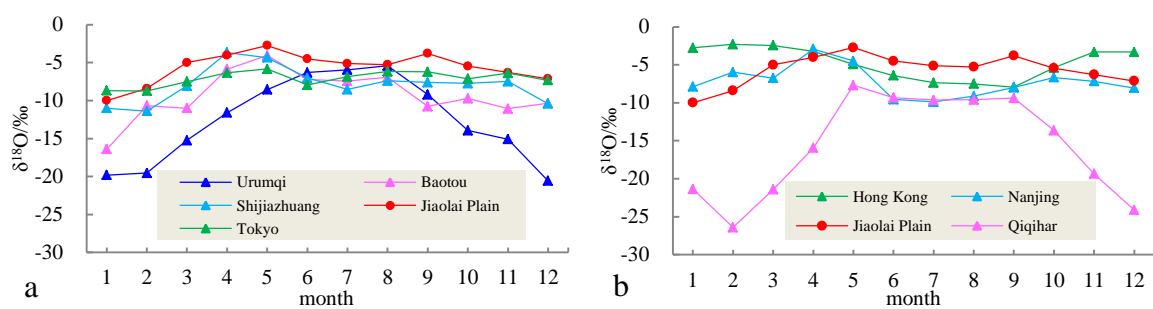 0
-5
-10
-15
-20
-25
-30
δ¹⁸O/‰
Urumqi
Baotou
Shijiazhuang
Jiaolai Plain
Tokyo
1 2 3 4 5 6 7 8 9 10 11 12
month
a
0
-5
-10
-15
-20
-25
-30
δ¹⁸O/‰
Hong Kong
Nanjing
Jiaolai Plain
Qiqihar
1 2 3 4 5 6 7 8 9 10 11 12
month
b